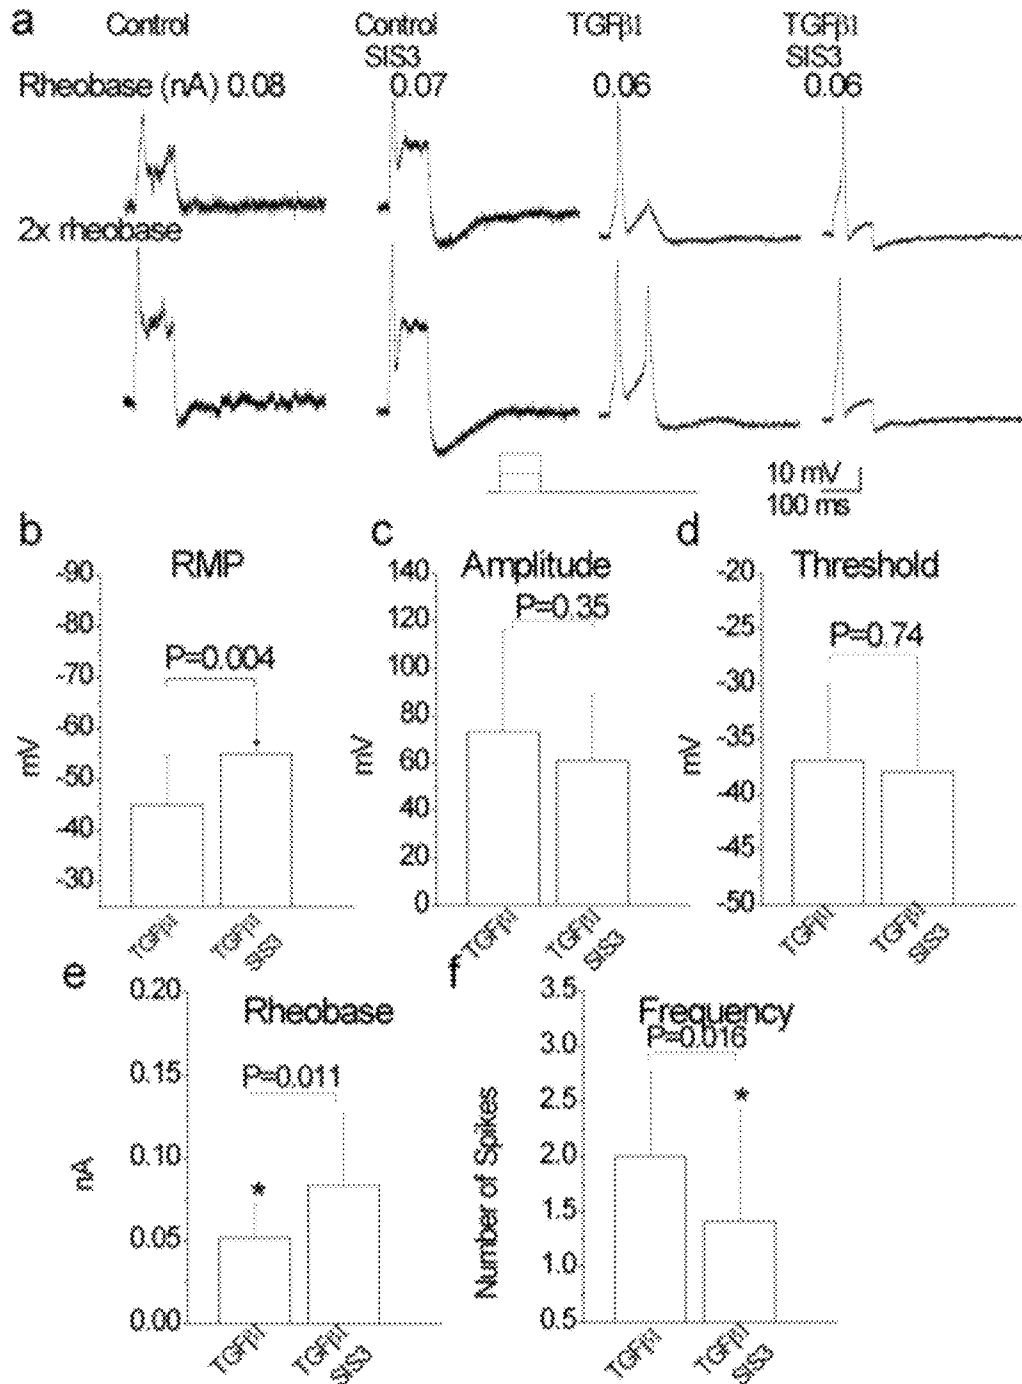 a
Control
Control
SIS3
TGFβ1
TGFβ1
SIS3
Rheobase (nA) 0.08
0.07
0.06
0.06
2x rheobase
10 mV
100 ms
b
RMP
P=0.004
mV
-90
-80
-70
-60
-50
-40
-30
TGFβ1
TGFβ1
SIS3
c
Amplitude
P=0.35
mV
140
120
100
80
60
40
20
0
TGFβ1
TGFβ1
SIS3
d
Threshold
P=0.74
mV
-20
-25
-30
-35
-40
-45
-50
TGFβ1
TGFβ1
SIS3
e
Rheobase
P=0.011
nA
0.20
0.15
0.10
0.05
0.00
*
TGFβ1
TGFβ1
SIS3
f
Frequency
P=0.016
Number of Spikes
3.5
3.0
2.5
2.0
1.5
1.0
0.5
*
TGFβ1
TGFβ1
SIS3